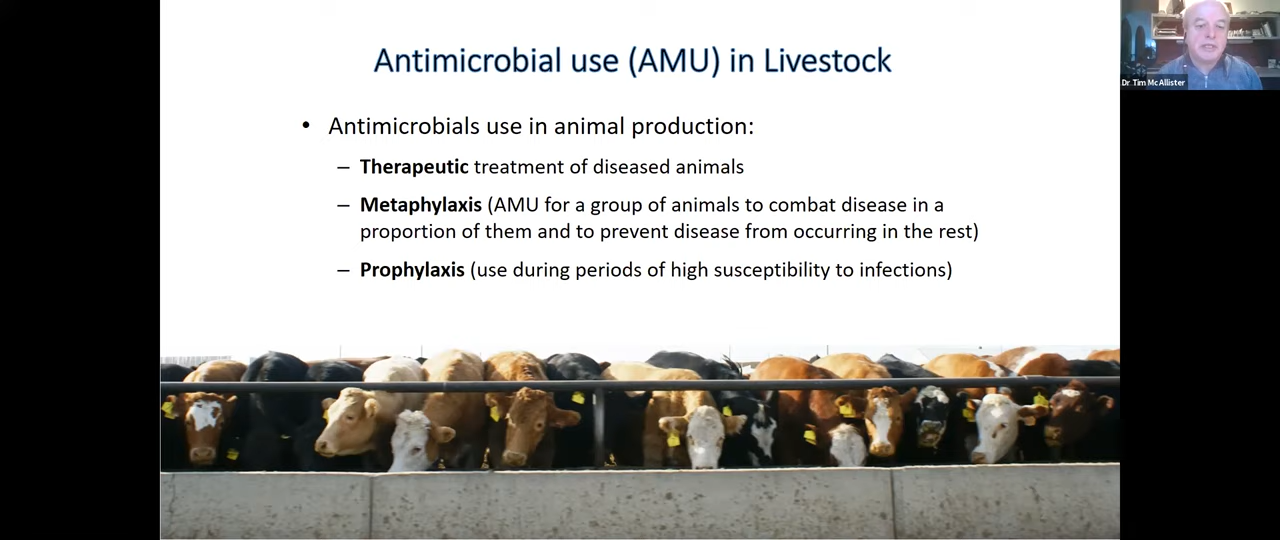 Antimicrobial use (AMU) in Livestock
Dr Tim McAllister
• Antimicrobials use in animal production:
– Therapeutic treatment of diseased animals
– Metaphylaxis (AMU for a group of animals to combat disease in a
proportion of them and to prevent disease from occurring in the rest)
– Prophylaxis (use during periods of high susceptibility to infections)